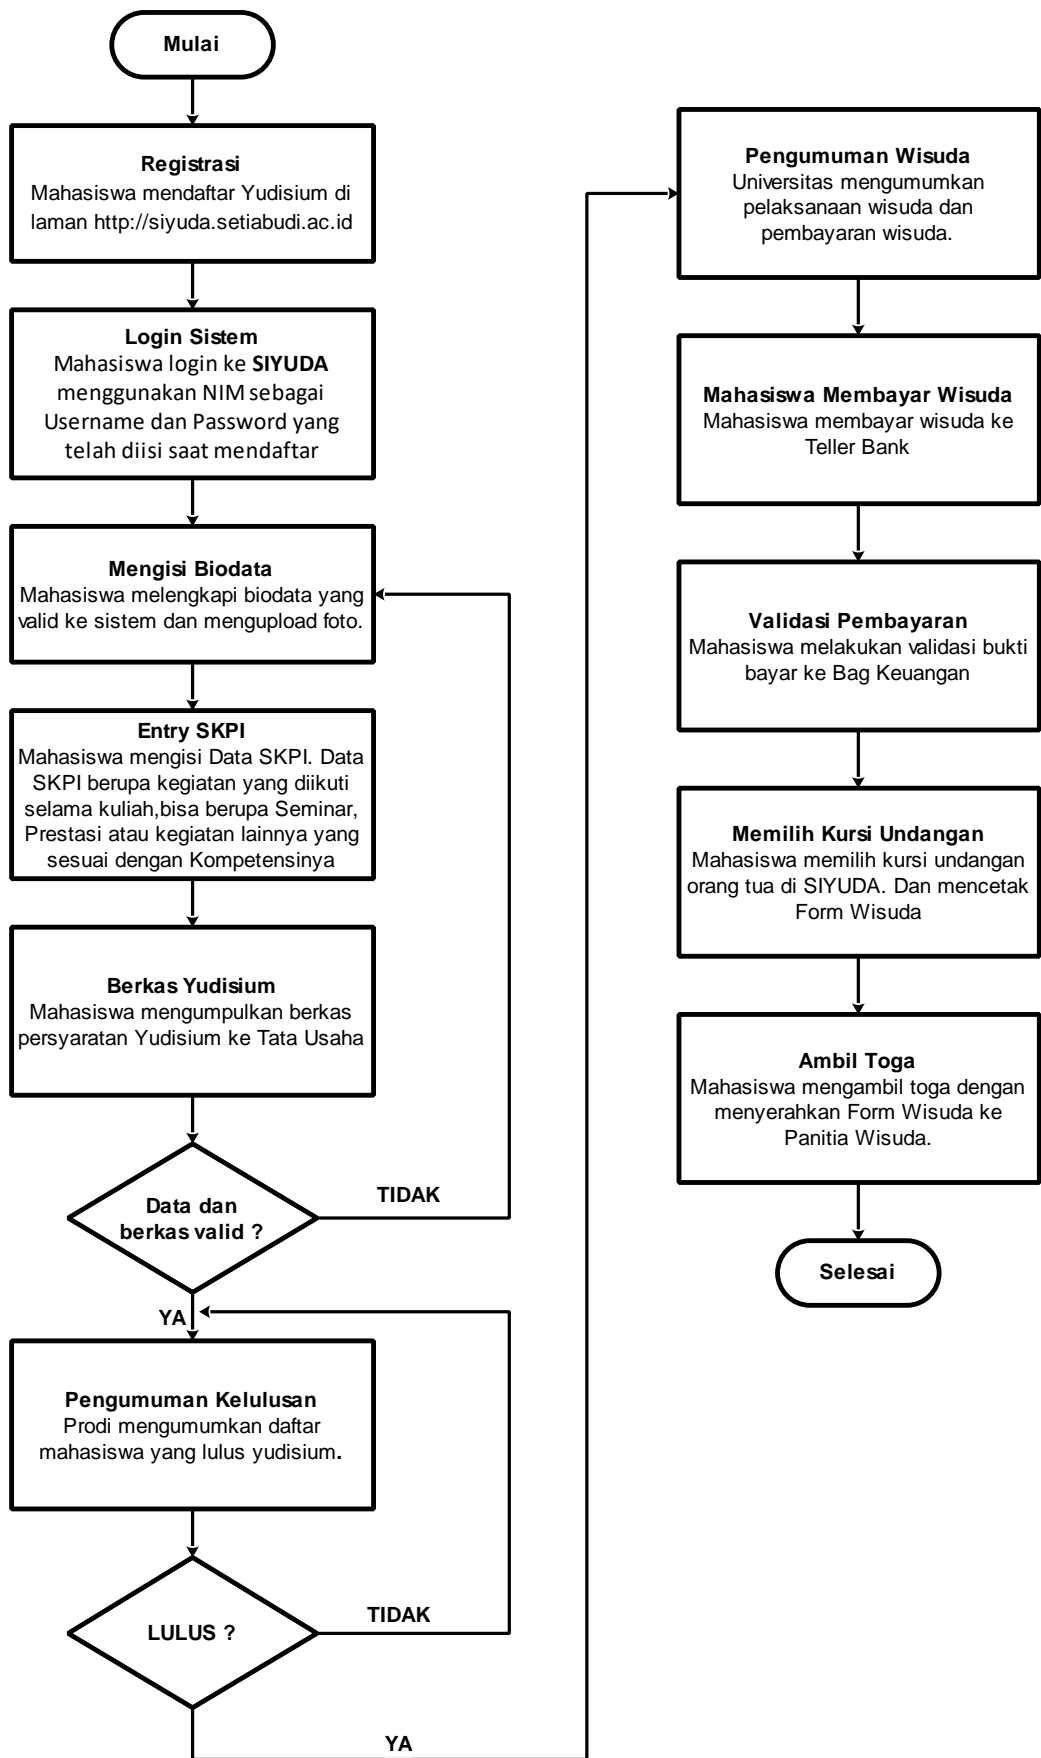 Mulai
Registrasi
Mahasiswa mendaftar Yudisium di
laman http://siyuda.setiabudi.ac.id
Login Sistem
Mahasiswa login ke SIYUDA
menggunakan NIM sebagai
Username dan Password yang
telah diisi saat mendaftar
Mengisi Biodata
Mahasiswa melengkapi biodata yang
valid ke sistem dan mengupload foto.
Entry SKPI
Mahasiswa mengisi Data SKPI. Data
SKPI berupa kegiatan yang diikuti
selama kuliah,bisa berupa Seminar,
Prestasi atau kegiatan lainnya yang
sesuai dengan Kompetensinya
Berkas Yudisium
Mahasiswa mengumpulkan berkas
persyaratan Yudisium ke Tata Usaha
Data dan
berkas valid ?
TIDAK
YA
Pengumuman Kelulusan
Prodi mengumumkan daftar
mahasiswa yang lulus yudisium.
LULUS ?
TIDAK
YA
Pengumuman Wisuda
Universitas mengumumkan
pelaksanaan wisuda dan
pembayaran wisuda.
Mahasiswa Membayar Wisuda
Mahasiswa membayar wisuda ke
Teller Bank
Validasi Pembayaran
Mahasiswa melakukan validasi bukti
bayar ke Bag Keuangan
Memilih Kursi Undangan
Mahasiswa memilih kursi undangan
orang tua di SIYUDA. Dan mencetak
Form Wisuda
Ambil Toga
Mahasiswa mengambil toga dengan
menyerahkan Form Wisuda ke
Panitia Wisuda.
Selesai